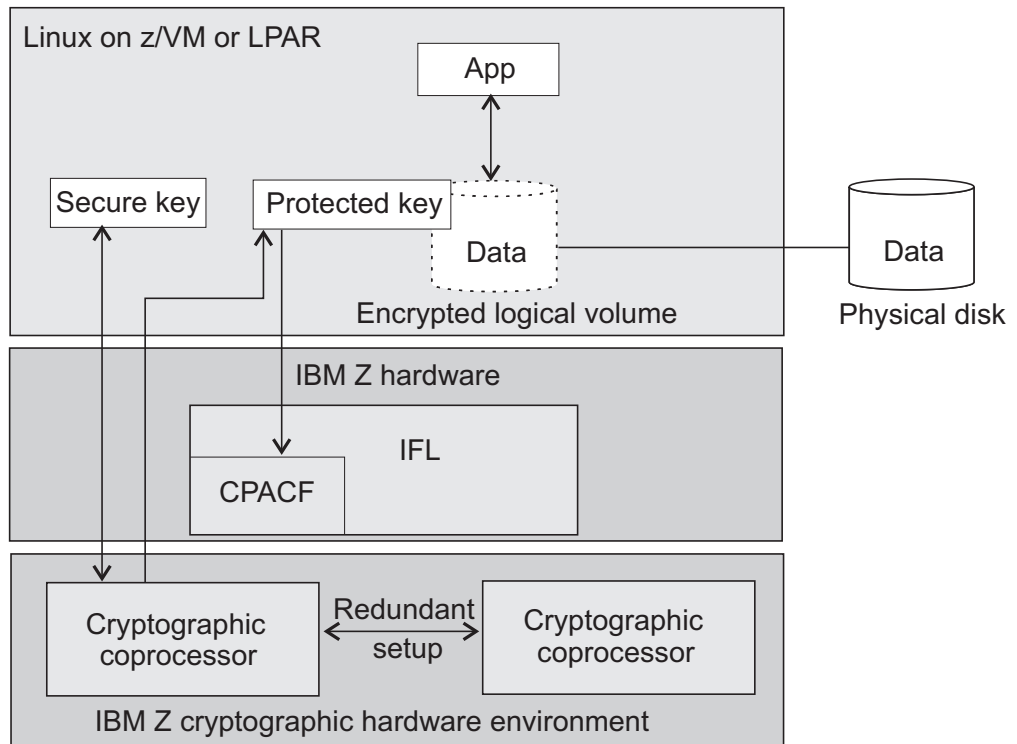 Linux on z/VM or LPAR
App
Secure key
Protected key
Data
Data
Encrypted logical volume
Physical disk
IBM Z hardware
IFL
CPACF
Cryptographic
coprocessor
Redundant
setup
Cryptographic
coprocessor
IBM Z cryptographic hardware environment